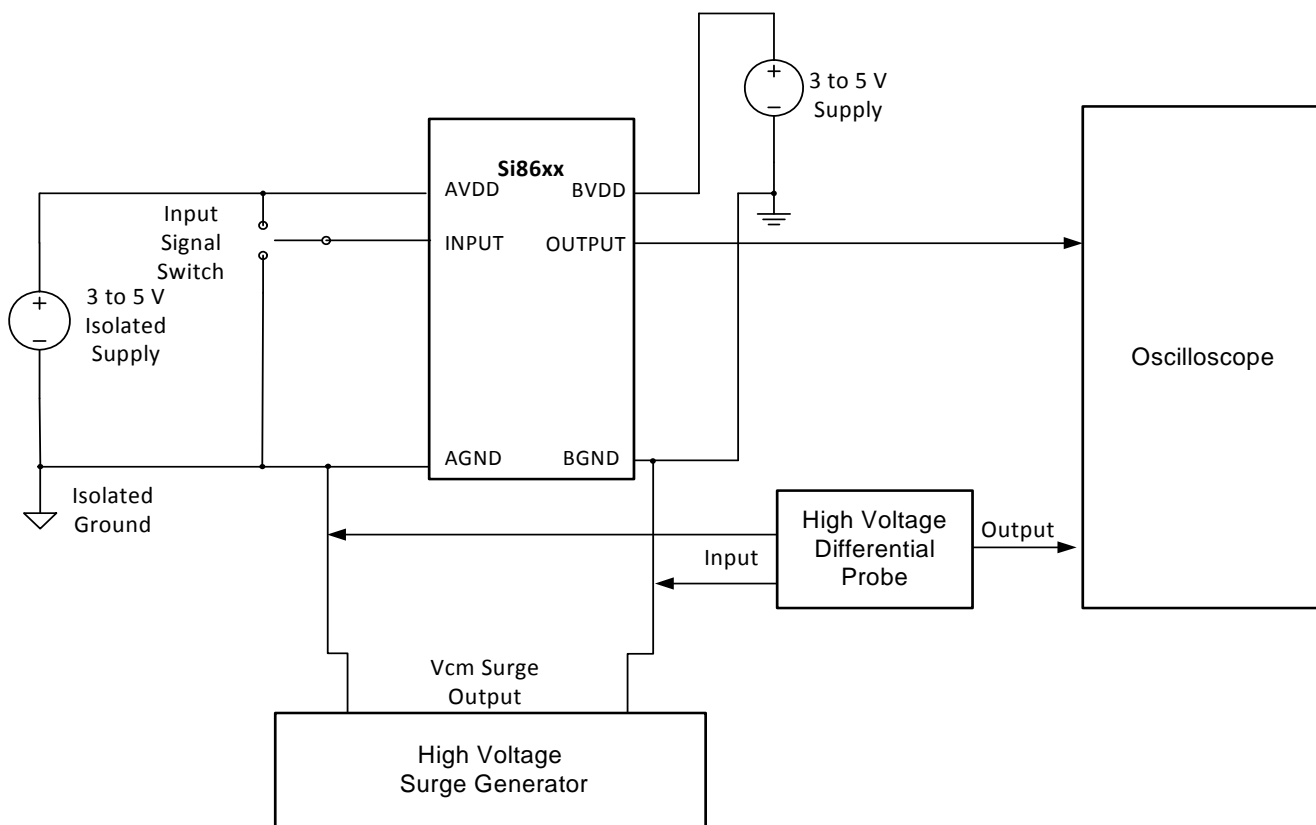 3 to 5 V
Supply
Si86xx
AVDD
BVDD
Input
Signal
Switch
INPUT
OUTPUT
3 to 5 V
Isolated
Supply
Oscilloscope
AGND
BGND
Isolated
Ground
High Voltage
Differential
Probe
Input
Output
Vcm Surge
Output
High Voltage
Surge Generator